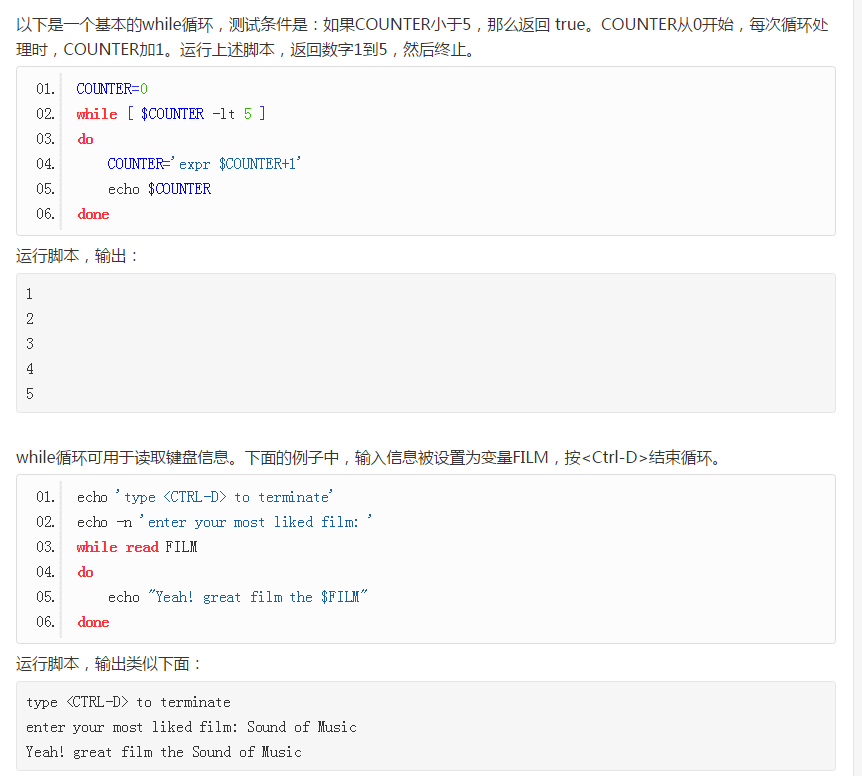 以下是一个基本的while循环，测试条件是：如果COUNTER小于5，那么返回 true。COUNTER从0开始，每次循环处
理时，COUNTER加1。运行上述脚本，返回数字1到5，然后终止。
01. COUNTER=0
02. while [ $COUNTER -lt 5 ]
03. do
04.     COUNTER='expr $COUNTER+1'
05.     echo $COUNTER
06. done
运行脚本，输出：
1
2
3
4
5
while循环可用于读取键盘信息。下面的例子中，输入信息被设置为变量FILM，按<Ctrl-D>结束循环。
01. echo 'type <CTRL-D> to terminate'
02. echo -n 'enter your most liked film: '
03. while read FILM
04. do
05.     echo "Yeah! great film the $FILM"
06. done
运行脚本，输出类似下面：
type <CTRL-D> to terminate
enter your most liked film: Sound of Music
Yeah! great film the Sound of Music